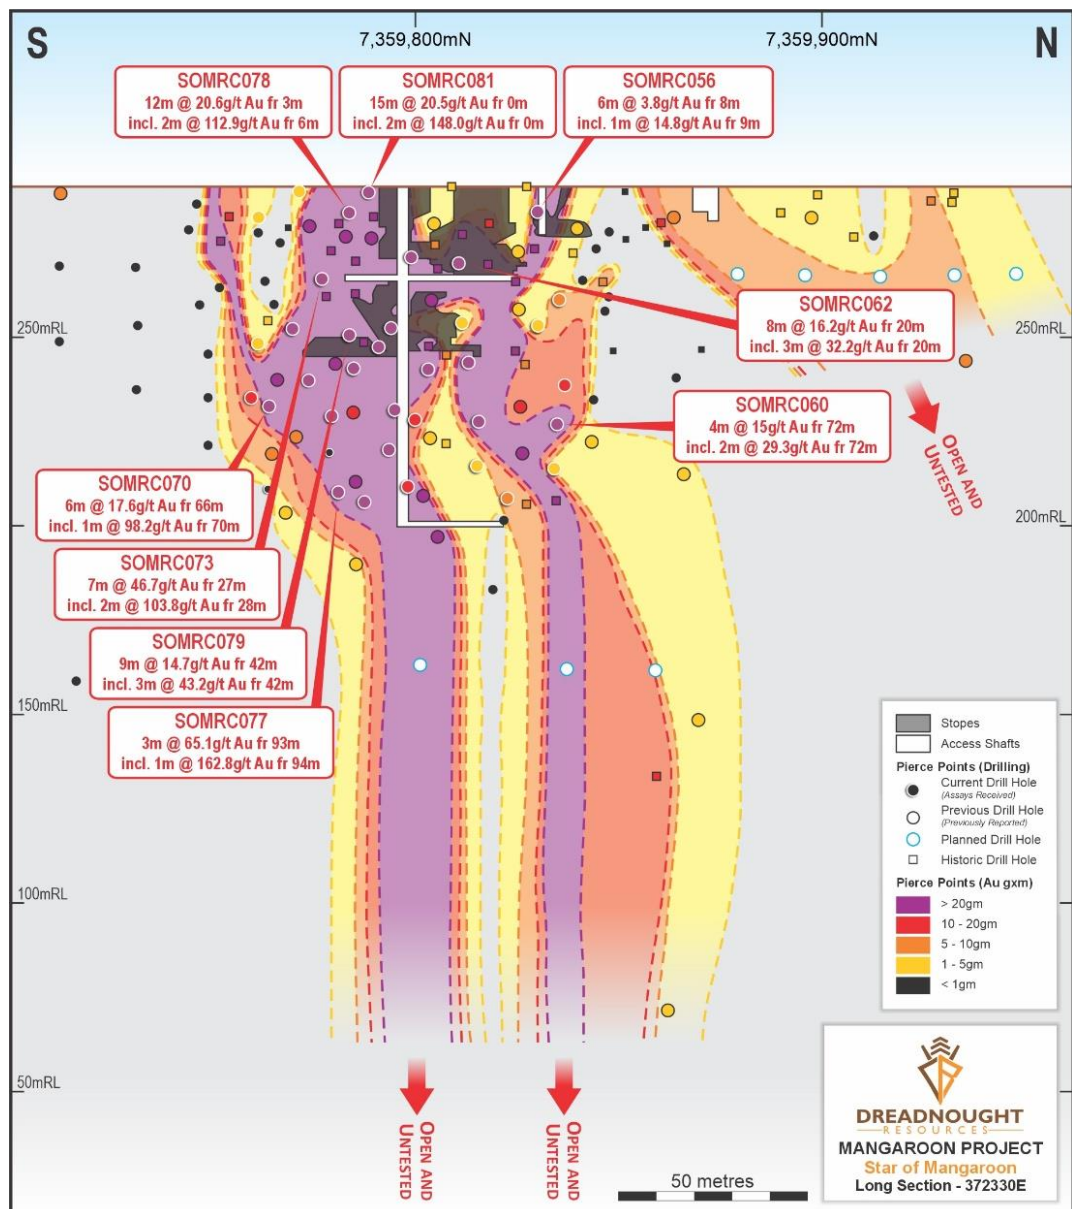 S
7,359,800mN
7,359,900mN
N
SOMRC078
12m @ 20.6g/t Au fr 3m
incl. 2m @ 112.9g/t Au fr 6m
SOMRC081
15m @ 20.5g/t Au fr 0m
incl. 2m @ 148.0g/t Au fr 0m
SOMRC056
6m @ 3.8g/t Au fr 8m
incl. 1m @ 14.8g/t Au fr 9m
SOMRC062
8m @ 16.2g/t Au fr 20m
incl. 3m @ 32.2g/t Au fr 20m
250mRL
250mRL
SOMRC060
4m @ 15g/t Au fr 72m
incl. 2m @ 29.3g/t Au fr 72m
OPEN AND
UNTESTED
SOMRC070
6m @ 17.6g/t Au fr 66m
incl. 1m @ 98.2g/t Au fr 70m
200mRL
SOMRC073
7m @ 46.7g/t Au fr 27m
incl. 2m @ 103.8g/t Au fr 28m
SOMRC079
9m @ 14.7g/t Au fr 42m
incl. 3m @ 43.2g/t Au fr 42m
150mRL
SOMRC077
3m @ 65.1g/t Au fr 93m
incl. 1m @ 162.8g/t Au fr 94m
Stopes
Access Shafts
Pierce Points (Drilling)
Current Drill Hole
(Assays Received)
Previous Drill Hole
(Previously Reported)
Planned Drill Hole
Historic Drill Hole
Pierce Points (Au gxm)
> 20gm
10 - 20gm
5 - 10gm
1 - 5gm
< 1gm
100mRL
50mRL
OPEN AND
UNTESTED
OPEN AND
UNTESTED
50 metres
DREADNOUGHT
RESOURCES
MANGAROON PROJECT
Star of Mangaroon
Long Section - 372330E